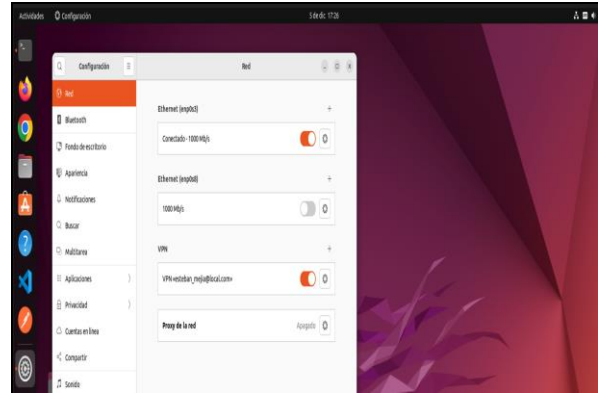 Actividades
Configuración
5 de dic 17:26
Configuración
Red
Red
Bluetooth
Fondo de escritorio
Apariencia
Notificaciones
Buscar
Multitarea
Aplicaciones
Privacidad
Cuentas en línea
Compartir
Sonido
Ethernet (enp0s3)
Conectado - 1000 Mb/s
Ethernet (enp0s8)
1000 Mb/s
VPN
VPN «esteban_mejia@local.com»
Proxy de la red
Apagado